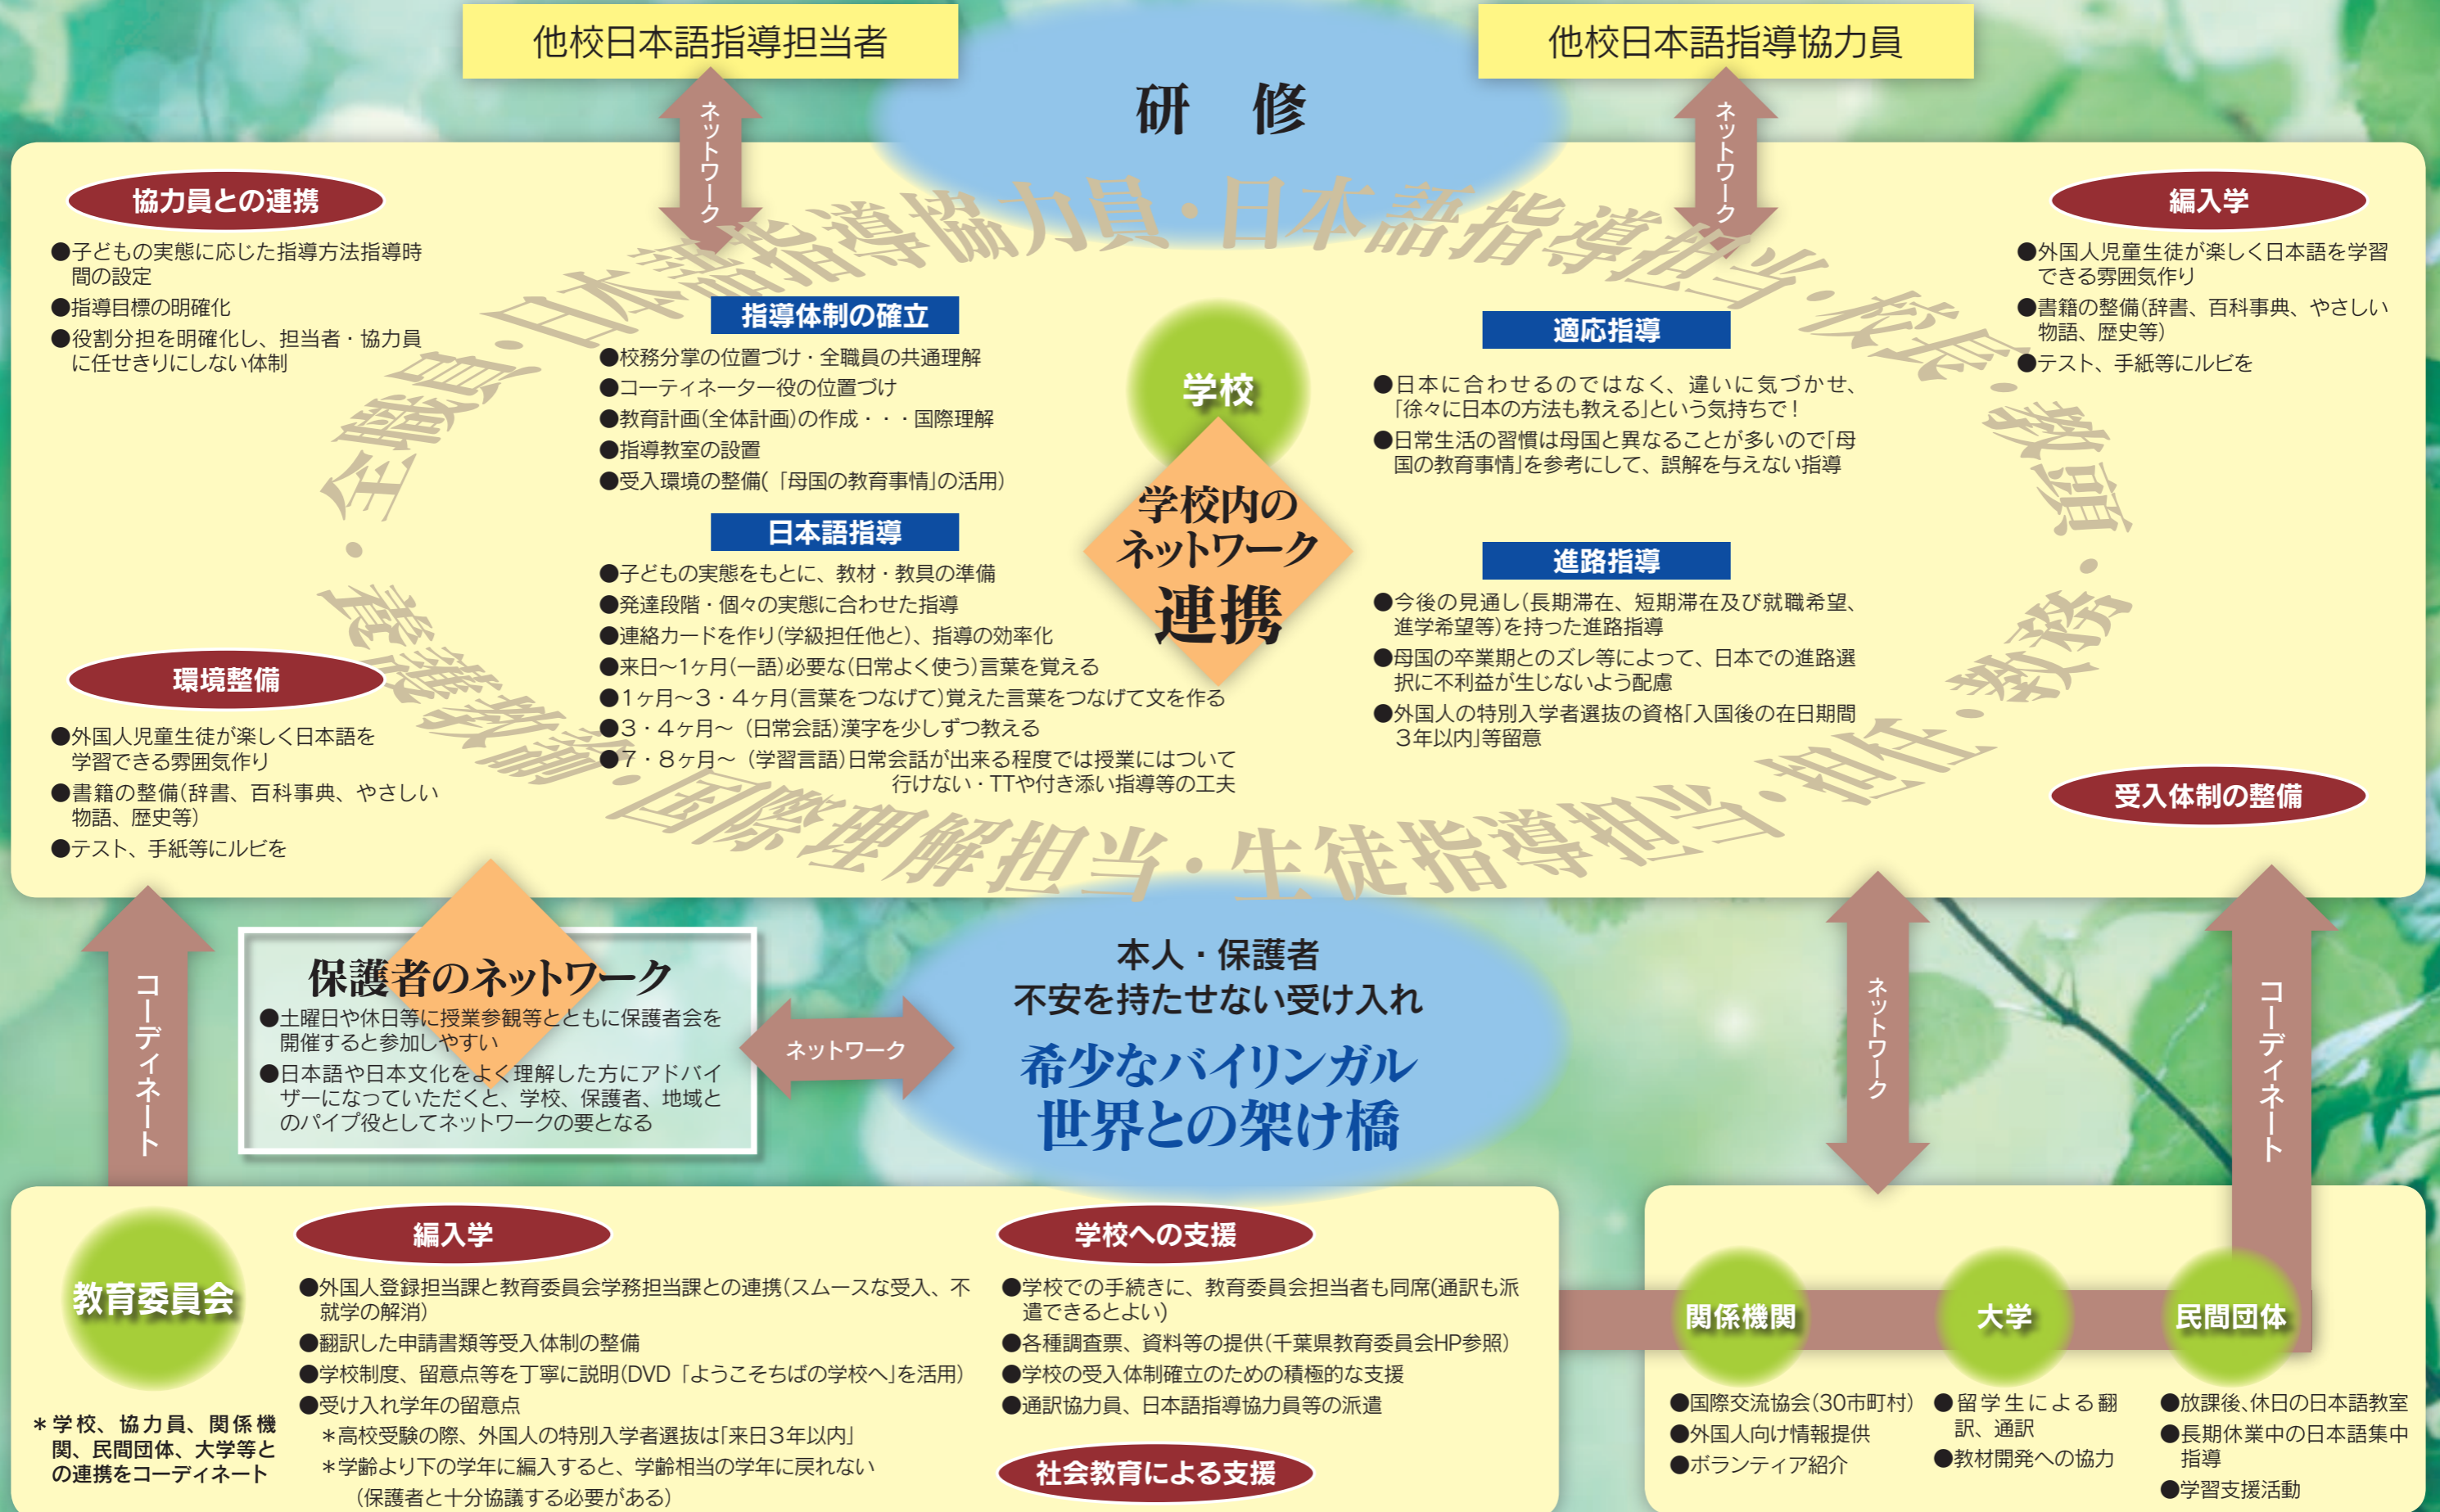 他校日本語指導担当者
他校日本語指導協力員
研 修
ネットワーク
ネットワーク
日本語指導協力員・日本語指導担当・校長・教頭・教務・担任・生徒指導担当・国際理解担当・養護教諭・全職員・
協力員との連携
●子どもの実態に応じた指導方法指導時
間の設定
●指導目標の明確化
●役割分担を明確化し、担当者・協力員
に任せきりにしない体制
環境整備
●外国人児童生徒が楽しく日本語を
学習できる雰囲気作り
●書籍の整備(辞書、百科事典、やさしい
物語、歴史等)
●テスト、手紙等にルビを
指導体制の確立
●校務分掌の位置づけ・全職員の共通理解
●コーティネーター役の位置づけ
●教育計画(全体計画)の作成・・・国際理解
●指導教室の設置
●受入環境の整備(「母国の教育事情」の活用)
日本語指導
●子どもの実態をもとに、教材・教具の準備
●発達段階・個々の実態に合わせた指導
●連絡カードを作り(学級担任他と)、指導の効率化
●来日～1ヶ月(一語)必要な(日常よく使う)言葉を覚える
●1ヶ月～3・4ヶ月(言葉をつなげて)覚えた言葉をつなげて文を作る
●3・4ヶ月～(日常会話)漢字を少しずつ教える
●7・8ヶ月～(学習言語)日常会話が出来る程度では授業にはついて
行けない・TTや付き添い指導等の工夫
学校
学校内の
ネットワーク
連携
適応指導
●日本に合わせるのではなく、違いに気づかせ、
「徐々に日本の方法も教える」という気持ちで！
●日常生活の習慣は母国と異なることが多いので「母
国の教育事情」を参考にして、誤解を与えない指導
進路指導
●今後の見通し(長期滞在、短期滞在及び就職希望、
進学希望等)を持った進路指導
●母国の卒業期とのズレ等によって、日本での進路選
択に不利益が生じないよう配慮
●外国人の特別入学者選抜の資格「入国後の在日期間
3年以内」等留意
編入学
●外国人児童生徒が楽しく日本語を学習
できる雰囲気作り
●書籍の整備(辞書、百科事典、やさしい
物語、歴史等)
●テスト、手紙等にルビを
受入体制の整備
コーディネート
保護者のネットワーク
●土曜日や休日等に授業参観等とともに保護者会を
開催すると参加しやすい
●日本語や日本文化をよく理解した方にアドバイ
ザーになっていただくと、学校、保護者、地域と
のパイプ役としてネットワークの要となる
ネットワーク
本人・保護者
不安を持たせない受け入れ
希少なバイリンガル
世界との架け橋
ネットワーク
コーディネート
教育委員会
＊学校、協力員、関係機
関、民間団体、大学等と
の連携をコーディネート
編入学
●外国人登録担当課と教育委員会学務担当課との連携(スムースな受入、不
就学の解消)
●翻訳した申請書類等受入体制の整備
●学校制度、留意点等を丁寧に説明(DVD「ようこそちばの学校へ」を活用)
●受け入れ学年の留意点
＊高校受験の際、外国人の特別入学者選抜は「来日3年以内」
＊学齢より下の学年に編入すると、学齢相当の学年に戻れない
(保護者と十分協議する必要がある)
学校への支援
●学校での手続きに、教育委員会担当者も同席(通訳も派
遣できるとよい)
●各種調査票、資料等の提供(千葉県教育委員会HP参照)
●学校の受入体制確立のための積極的な支援
●通訳協力員、日本語指導協力員等の派遣
社会教育による支援
関係機関
●国際交流協会(30市町村)
●外国人向け情報提供
●ボランティア紹介
大学
●留学生による翻
訳、通訳
●教材開発への協力
民間団体
●放課後、休日の日本語教室
●長期休業中の日本語集中
指導
●学習支援活動